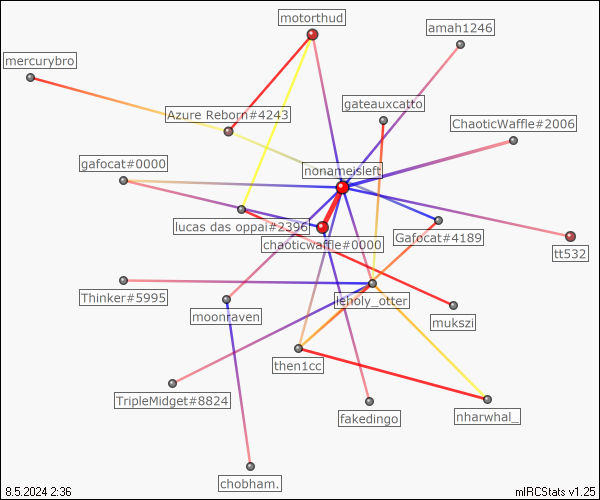 motorthud
amah1246
mercurybro
gateauxcatto
Azure Reborn#4243
ChaoticWaffle#2006
gafocat#0000
nonameisleft
lucas das oppai#2396
Gafocat#4189
chaoticwaffle#0000
tt532
Thinker#5995
leholy_otter
moonraven
mukszi
then1cc
TripleMidget#8824
fakedingo
nharwhal_
chobham.
8.5.2024 2:36
mIRCStats v1.25